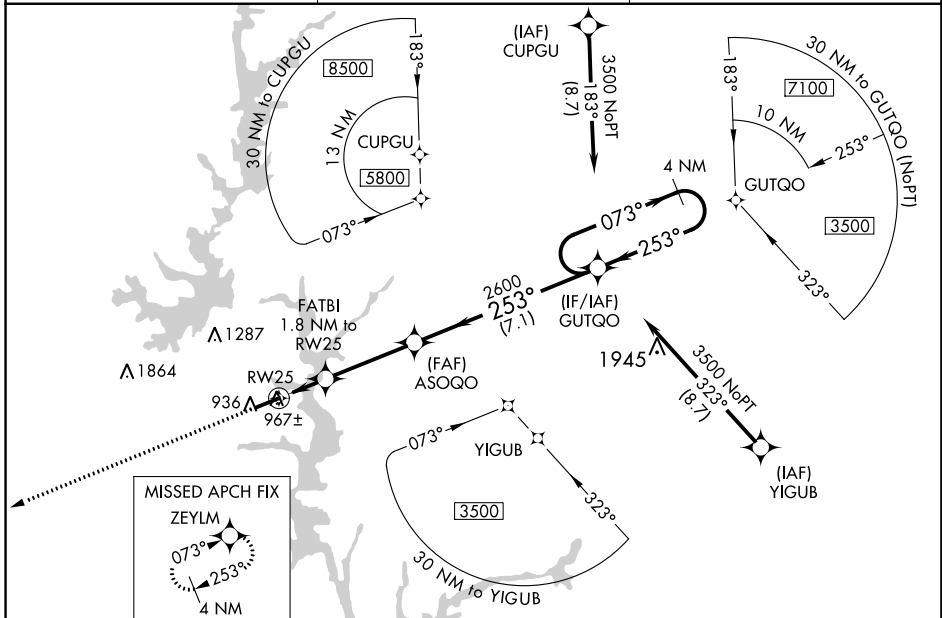 30 NM to CUPGU
8500
183°
13 NM
CUPGU
5800
073°
(IAF)
CUPGU
3500 NoPT
183°
(8.7)
30 NM to GUTQO (NoPT)
183°
7100
10 NM
253°
GUTQO
3500
323°
4 NM
073°
253°
(IF/IAF)
GUTQO
2600
253°
(7.1)
FATBI
1.8 NM to
RW25
(FAF)
ASOQO
1287
1864
RW25
936
967±
1945
3500 NoPT
323°
(8.7)
(IAF)
YIGUB
073°
YIGUB
323°
3500
30 NM to YIGUB
MISSED APCH FIX
ZEYLM
073°
253°
4 NM